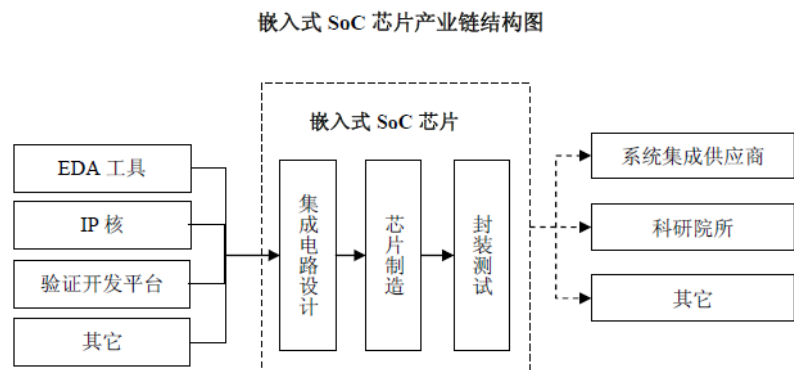 嵌入式 SoC 芯片产业链结构图
嵌入式 SoC 芯片
EDA 工具
IP 核
验证开发平台
其它
集成电路设计
芯片制造
封装测试
系统集成供应商
科研院所
其它